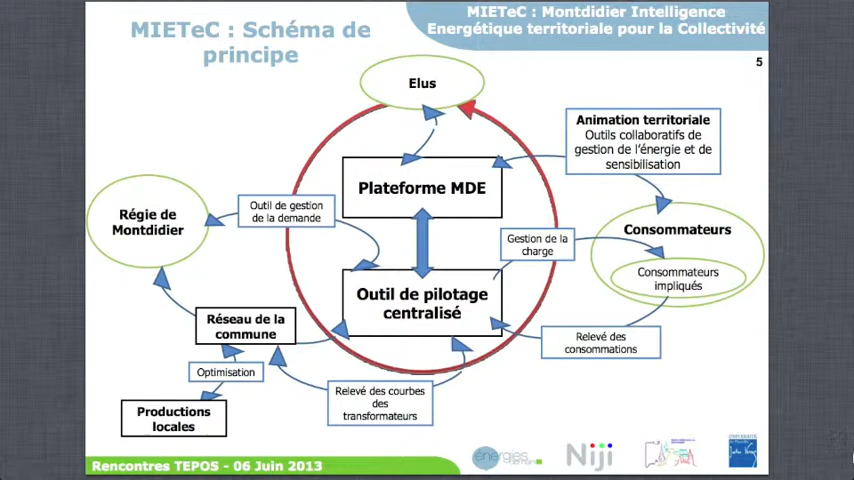 MIETeC : Schéma de
principe
MIETeC : Montdidier Intelligence
Energétique territoriale pour la Collectivité
5
Elus
Animation territoriale
Outils collaboratifs de
gestion de l'énergie et de
sensibilisation
Plateforme MDE
Régie de
Montdidier
Outil de gestion
de la demande
Consommateurs
Gestion de la
charge
Consommateurs
impliqués
Outil de pilotage
centralisé
Réseau de la
commune
Relevé des
consommations
Optimisation
Relevé des courbes
des
transformateurs
Productions
locales
Rencontres TEPOS - 06 Juin 2013
énergies
Niji